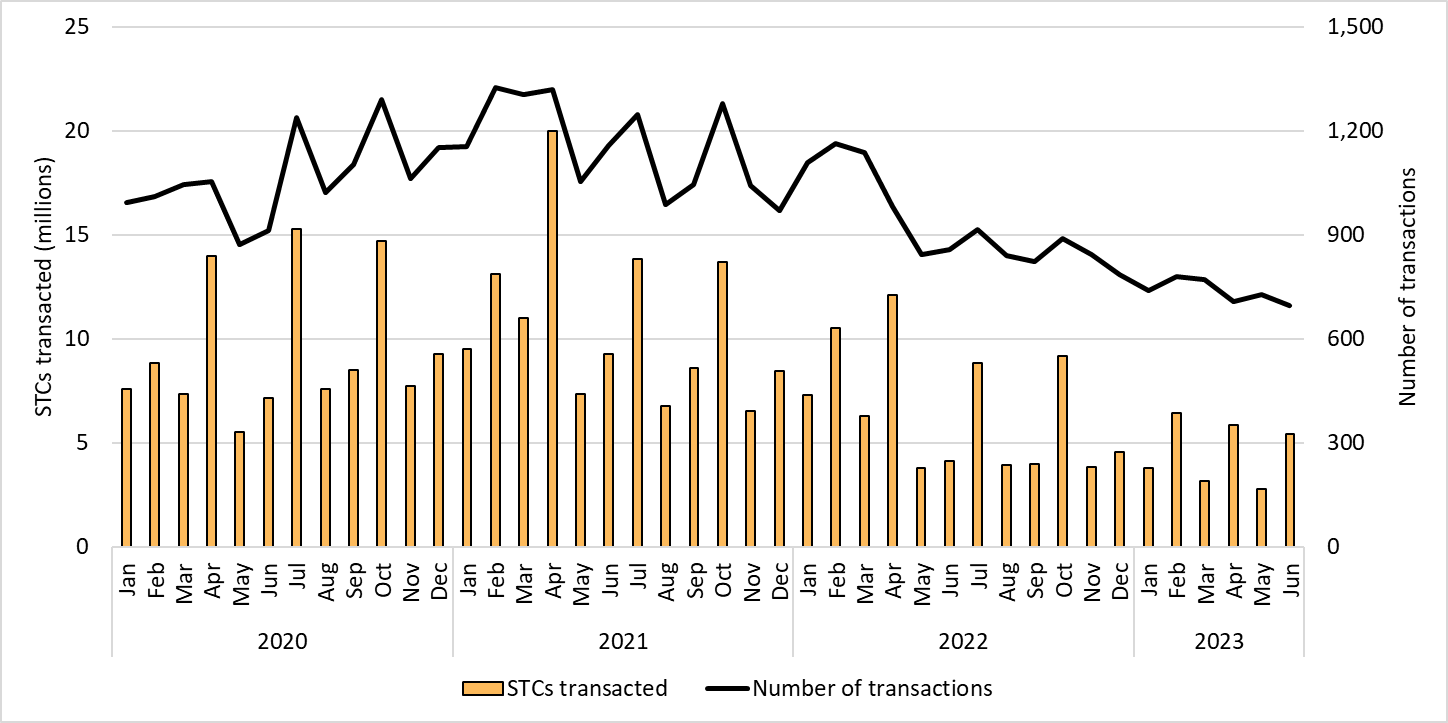 25
20
15
10
5
0
STCs transacted (millions)
1,500
1,200
900
600
300
0
Number of transactions
Jan Feb Mar Apr May Jun Jul Aug Sep Oct Nov Dec Jan Feb Mar Apr May Jun Jul Aug Sep Oct Nov Dec Jan Feb Mar Apr May Jun Jul Aug Sep Oct Nov Dec Jan Feb Mar Apr May Jun
2020 2021 2022 2023
STCs transacted Number of transactions